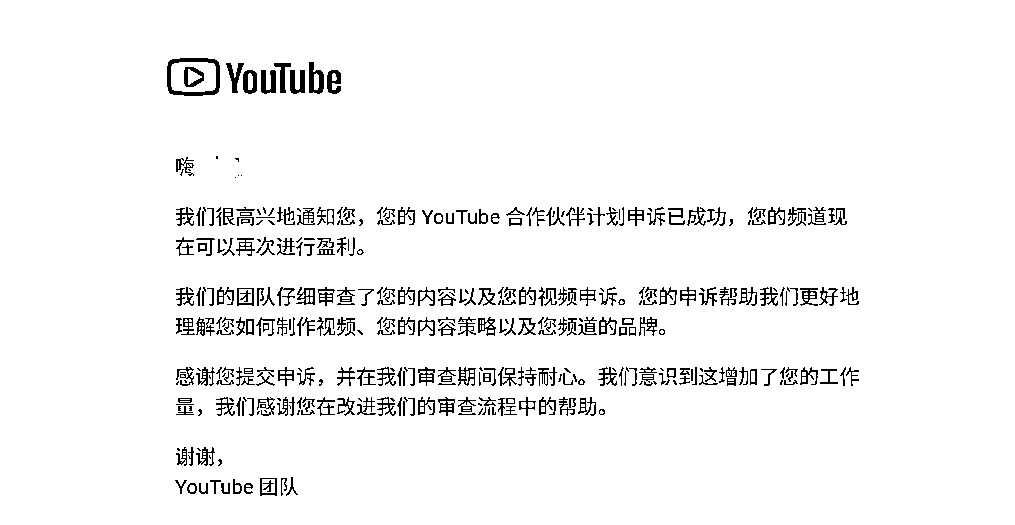 YouTube
嗨
我们很高兴地通知您，您的 YouTube 合作伙伴计划申诉已成功，您的频道现
在可以再次进行盈利。
我们的团队仔细审查了您的内容以及您的视频申诉。您的申诉帮助我们更好地
理解您如何制作视频、您的内容策略以及您频道的品牌。
感谢您提交申诉，并在我们审查期间保持耐心。我们意识到这增加了您的工作
量，我们感谢您在改进我们的审查流程中的帮助。
谢谢，
YouTube 团队